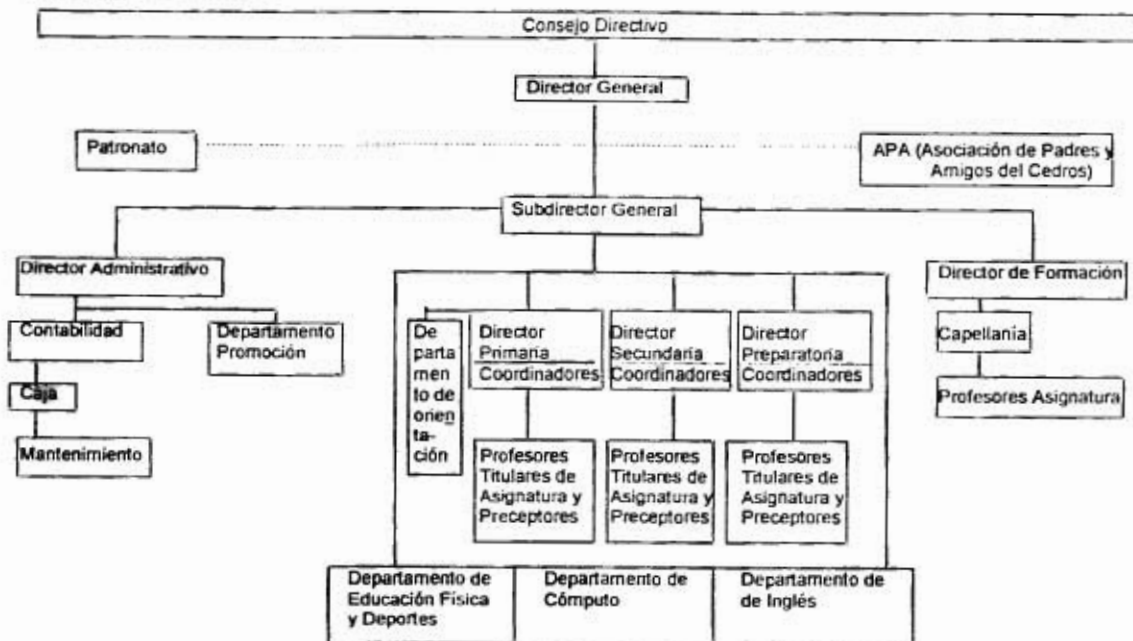 Consejo Directivo
Director General
Patronato
APA (Asociación de Padres y
Amigos del Cedros)
Subdirector General
Director Administrativo
Director de Formación
Contabilidad
Departamento
Promoción
De
parta
men
to de
orien
ta-
ción
Director
Primaria
Coordinadores
Director
Secundaria
Coordinadores
Director
Preparatoria
Coordinadores
Capellanía
Caja
Profesores Asignatura
Mantenimiento
Profesores
Titulares de
Asignatura y
Preceptores
Profesores
Titulares de
Asignatura y
Preceptores
Profesores
Titulares de
Asignatura y
Preceptores
Departamento de
Educación Física
y Deportes
Departamento de
Cómputo
Departamento de
de Inglés